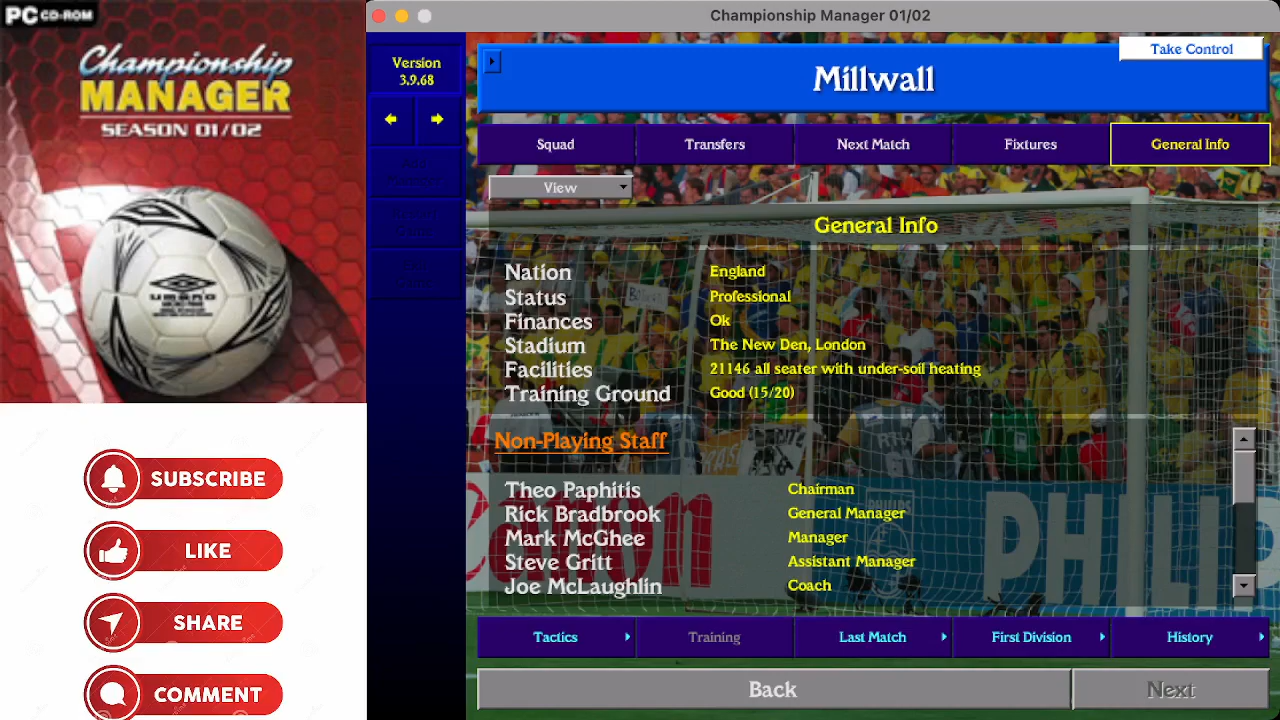 PC CD-ROM
Championship
MANAGER
SEASON 01/02
UMBRO
SUBSCRIBE
LIKE
SHARE
COMMENT
Championship Manager 01/02
Version
3.9.68
Take Control
Millwall
Squad
Transfers
Next Match
Fixtures
General Info
View
General Info
Nation England
Status Professional
Finances Ok
Stadium The New Den, London
Facilities 21146 all seater with under-soil heating
Training Ground Good (15/20)
Non-Playing Staff
Theo Paphitis Chairman
Rick Bradbrook General Manager
Mark McGhee Manager
Steve Gritt Assistant Manager
Joe McLaughlin Coach
PHILIP
Tactics
Training
Last Match
First Division
History
Back
Next